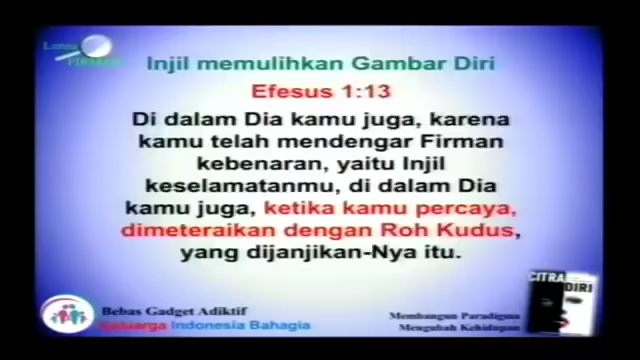 Lensa
FIRMAN
Injil memulihkan Gambar Diri
Efesus 1:13
Di dalam Dia kamu juga, karena
kamu telah mendengar Firman
kebenaran, yaitu Injil
keselamatanmu, di dalam Dia
kamu juga, ketika kamu percaya,
dimeteraikan dengan Roh Kudus,
yang dijanjikan-Nya itu.
CITRA
DIRI
Bebas Gadget Adiktif
Keluarga Indonesia Bahagia
Membangun Paradigma
Mengubah Kehidupan